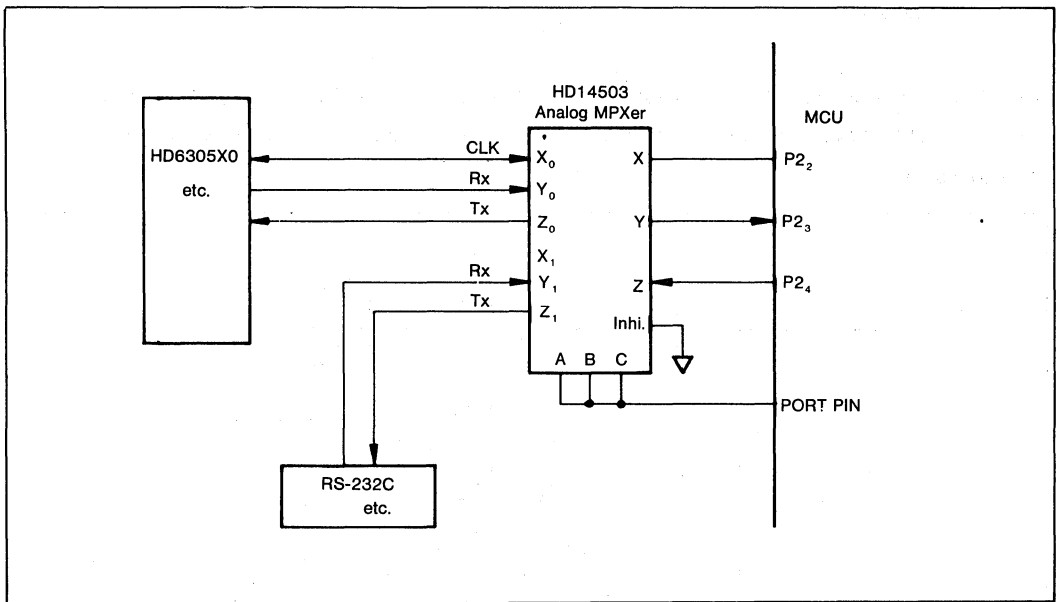 HD14503
Analog MPXer
MCU
HD6305X0
etc.
CLK
Rx
Tx
Rx
Tx
X₀
Y₀
Z₀
X₁
Y₁
Z₁
X
Y
Z
Inhi.
A B C
P2₂
P2₃
P2₄
PORT PIN
RS-232C
etc.